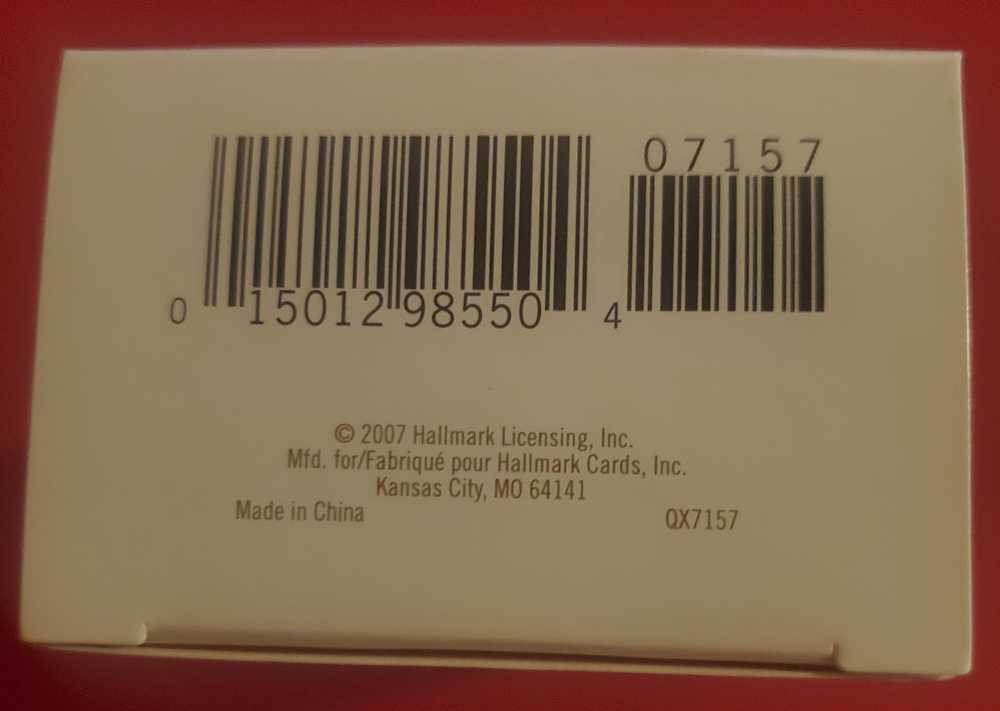 07157
0 15012 98550 4
© 2007 Hallmark Licensing, Inc.
Mfd. for/Fabriqué pour Hallmark Cards, Inc.
Kansas City, MO 64141
Made in China
QX7157